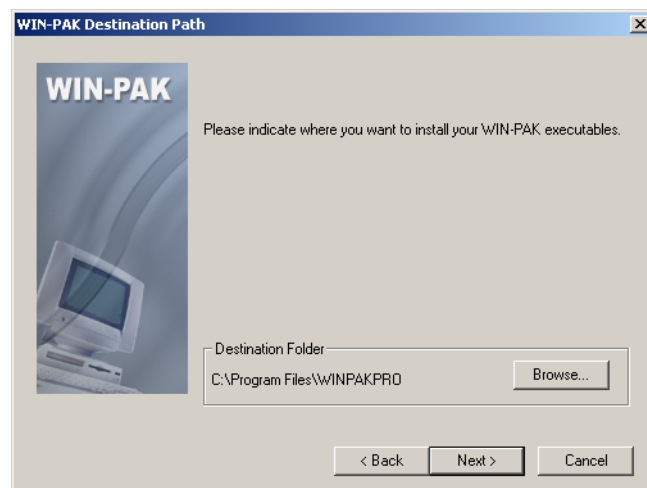 WIN-PAK Destination Path
WIN-PAK
Please indicate where you want to install your WIN-PAK executables.
Destination Folder
C:\Program Files\WINPAKPRO
Browse...
< Back
Next >
Cancel